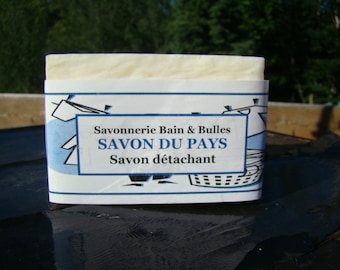 Savonnerie Bain & Bulles
SAVON DU PAYS
Savon détachant